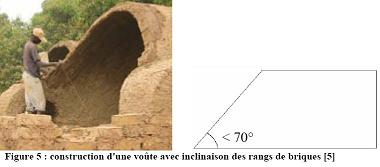 < 70°
Figure 5 : construction d'une voûte avec inclinaison des rangs de briques [5]